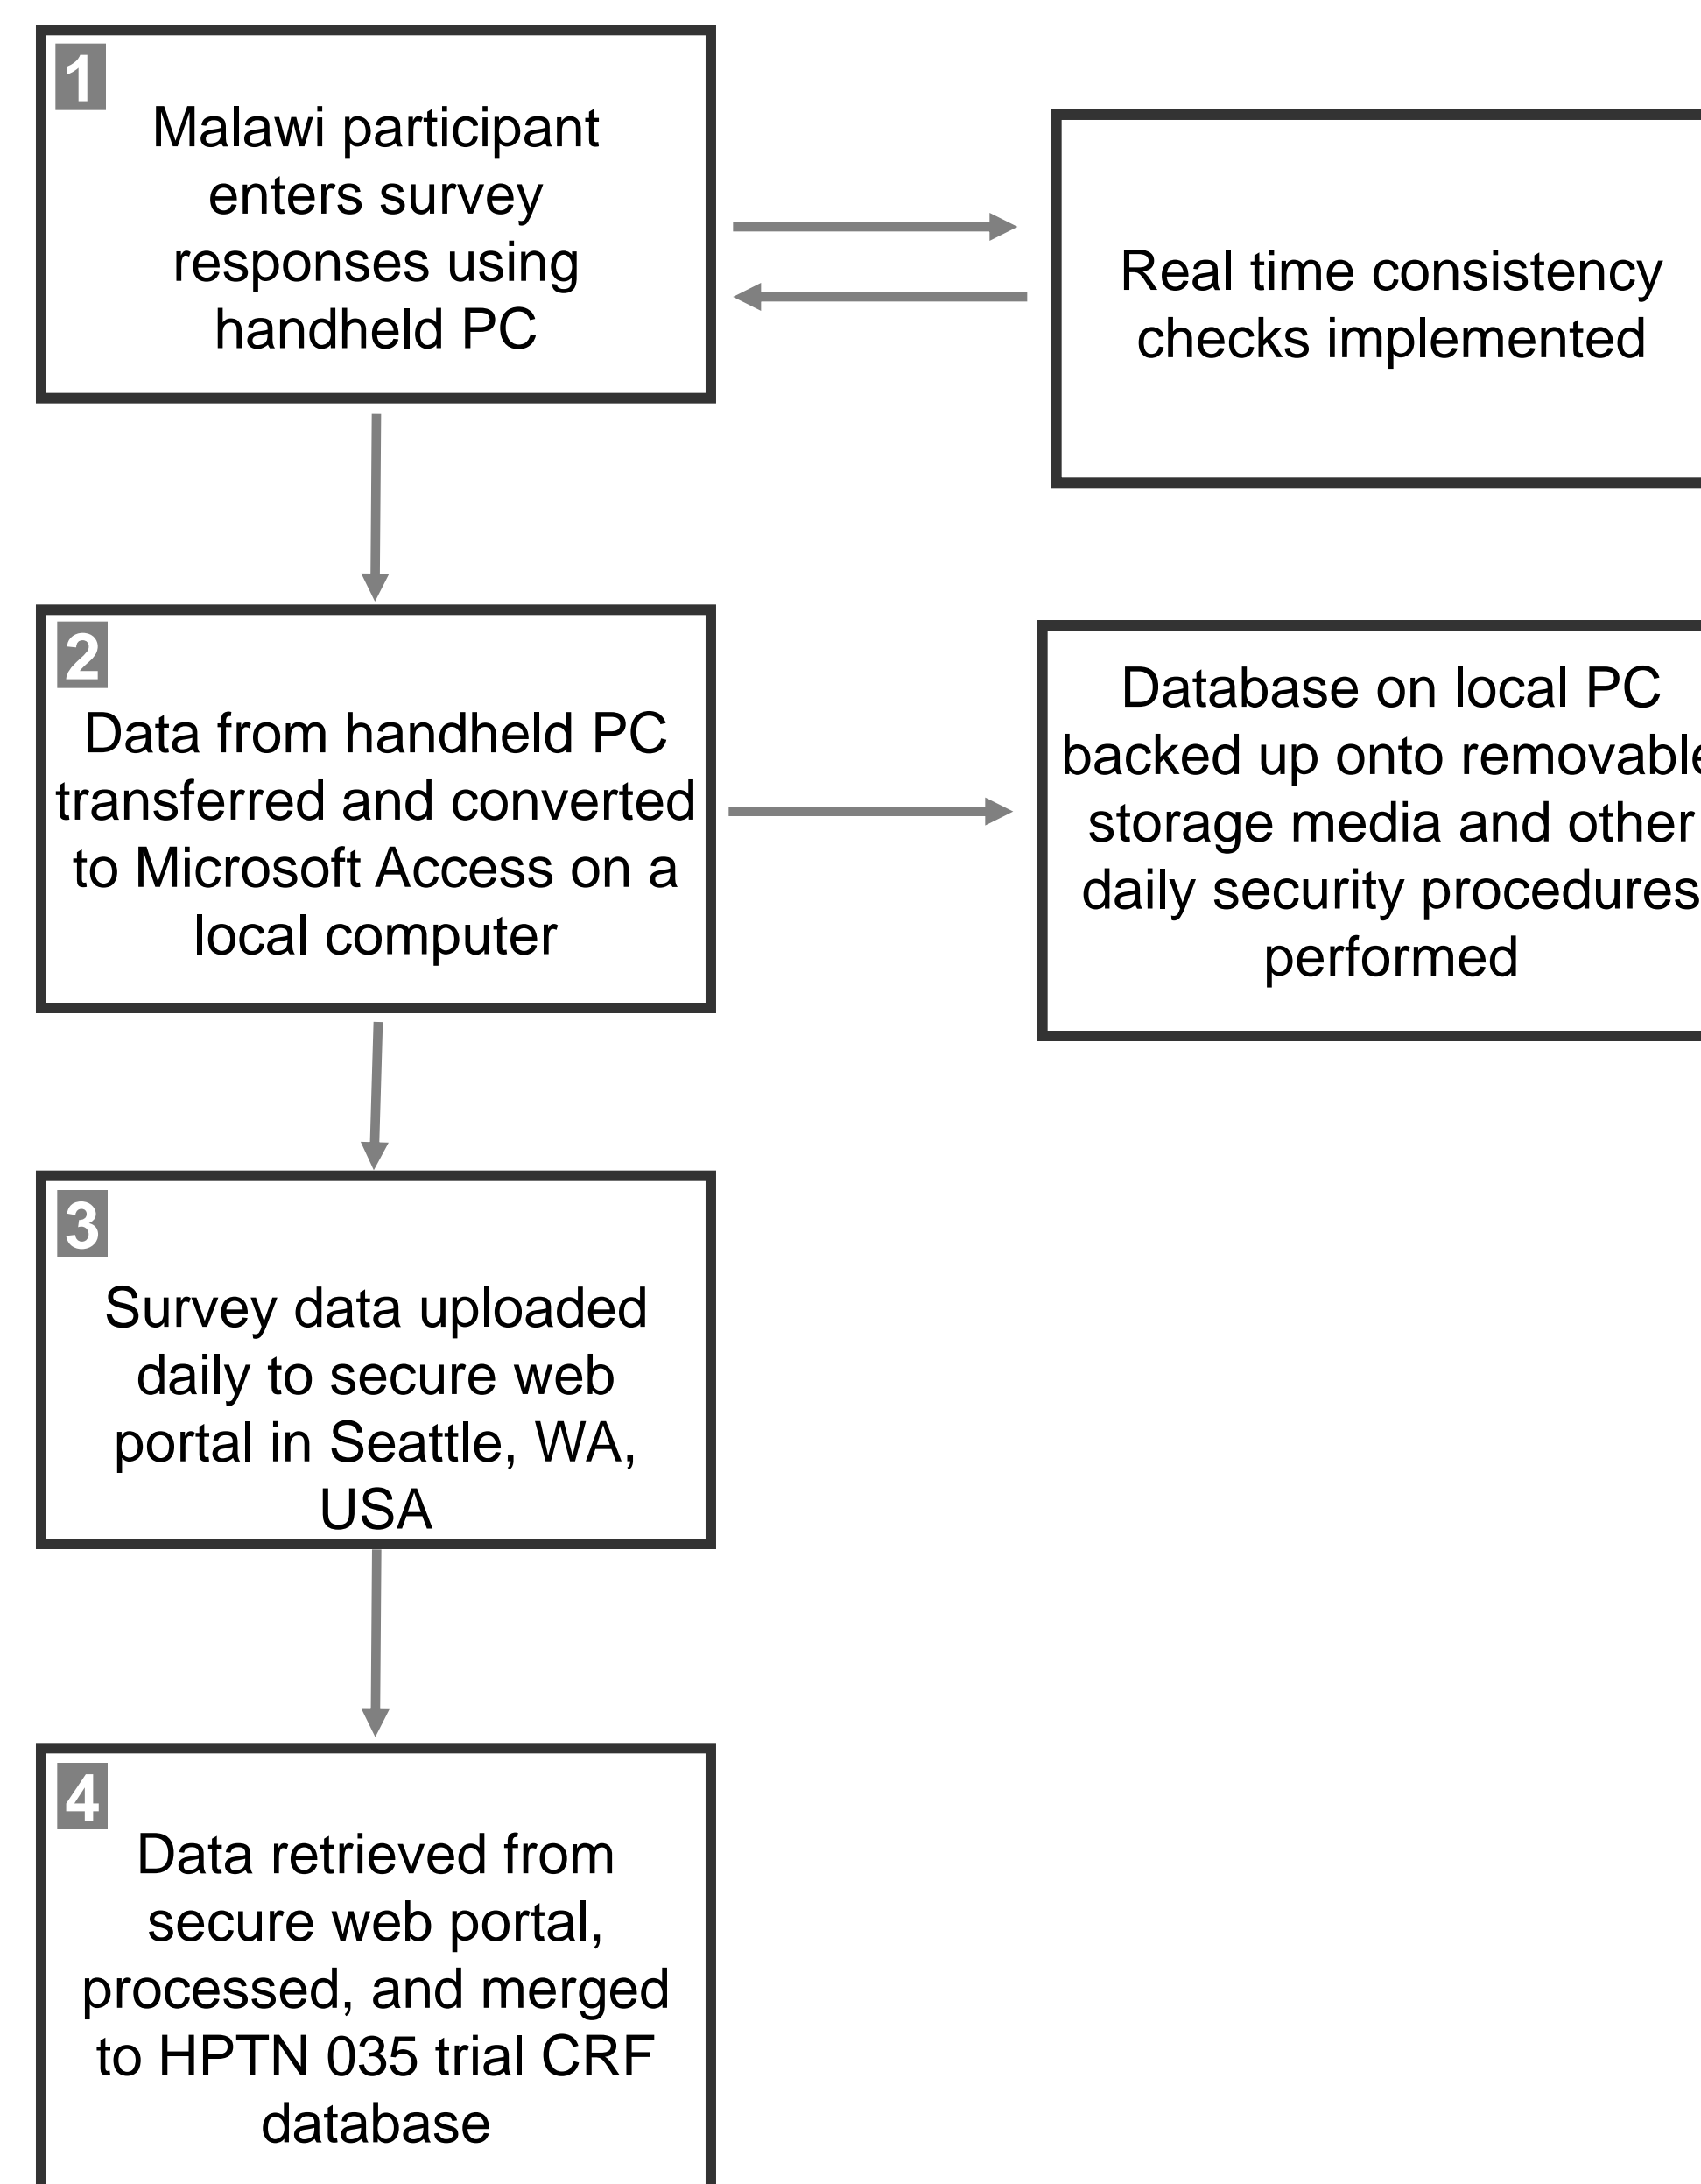 1
Malawi participant
enters survey
responses using
handheld PC
Real time consistency
checks implemented
2
Data from handheld PC
transferred and converted
to Microsoft Access on a
local computer
Database on local PC
backed up onto removable
storage media and other
daily security procedures
performed
3
Survey data uploaded
daily to secure web
portal in Seattle, WA,
USA
4
Data retrieved from
secure web portal,
processed, and merged
to HPTN 035 trial CRF
database